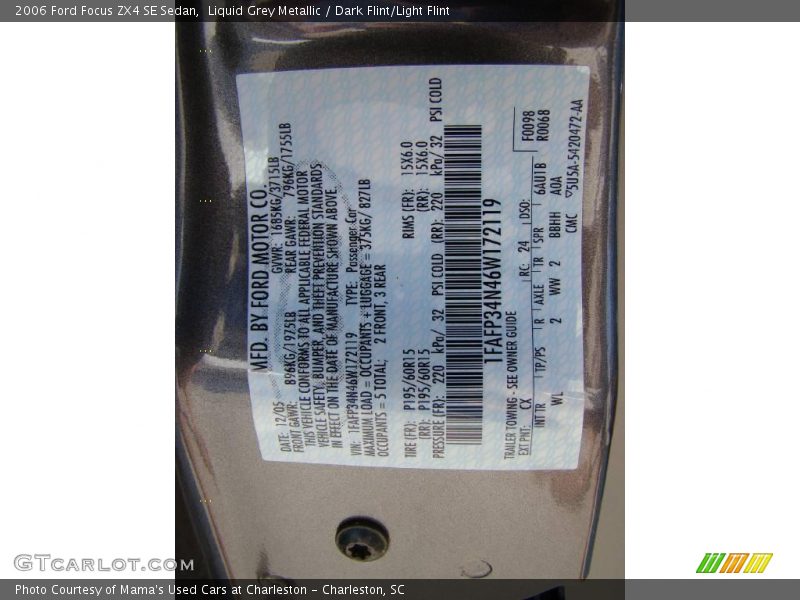 2006 Ford Focus ZX4 SE Sedan, Liquid Grey Metallic / Dark Flint/Light Flint
MFD. BY FORD MOTOR CO.
DATE: 12/05 GVWR: 1685KG/3715LB
FRONT GAWR: 896KG/1975LB REAR GAWR: 796KG/1755LB
THIS VEHICLE CONFORMS TO ALL APPLICABLE FEDERAL MOTOR
VEHICLE SAFETY, BUMPER, AND THEFT PREVENTION STANDARDS
IN EFFECT ON THE DATE OF MANUFACTURE SHOWN ABOVE.
VIN: 1FAFP34N46W172119 TYPE: Passenger Car
MAXIMUM LOAD = OCCUPANTS + LUGGAGE = 375KG/ 827LB
OCCUPANTS = 5 TOTAL; 2 FRONT, 3 REAR
TIRE (FR): P195/60R15 RIMS (FR): 15X6.0
(RR): P195/60R15 (RR): 15X6.0
PRESSURE (FR): 220 kPa/ 32 PSI COLD (RR): 220 kPa/ 32 PSI COLD
1FAFP34N46W172119
TRAILER TOWING - SEE OWNER GUIDE
F0098
R0068
EXT PNT: CX RC: 24 DSO:
INT TR TP/PS R AXLE TR SPR 6AU1B
WL 2 WW 2 BBHH A0A
CMC 5U5A-5420472-AA
GTCARLOT.COM
Photo Courtesy of Mama's Used Cars at Charleston - Charleston, SC